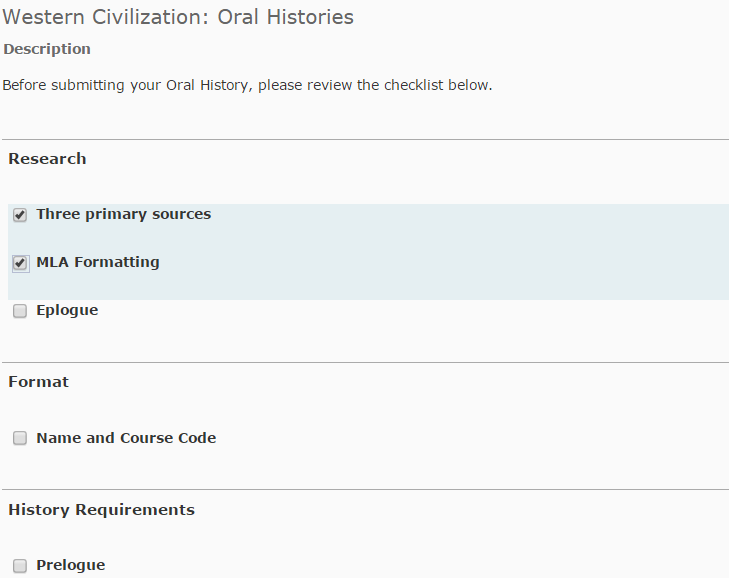 Western Civilization: Oral Histories
Description
Before submitting your Oral History, please review the checklist below.
Research
Three primary sources
MLA Formatting
Eplogue
Format
Name and Course Code
History Requirements
Prelogue